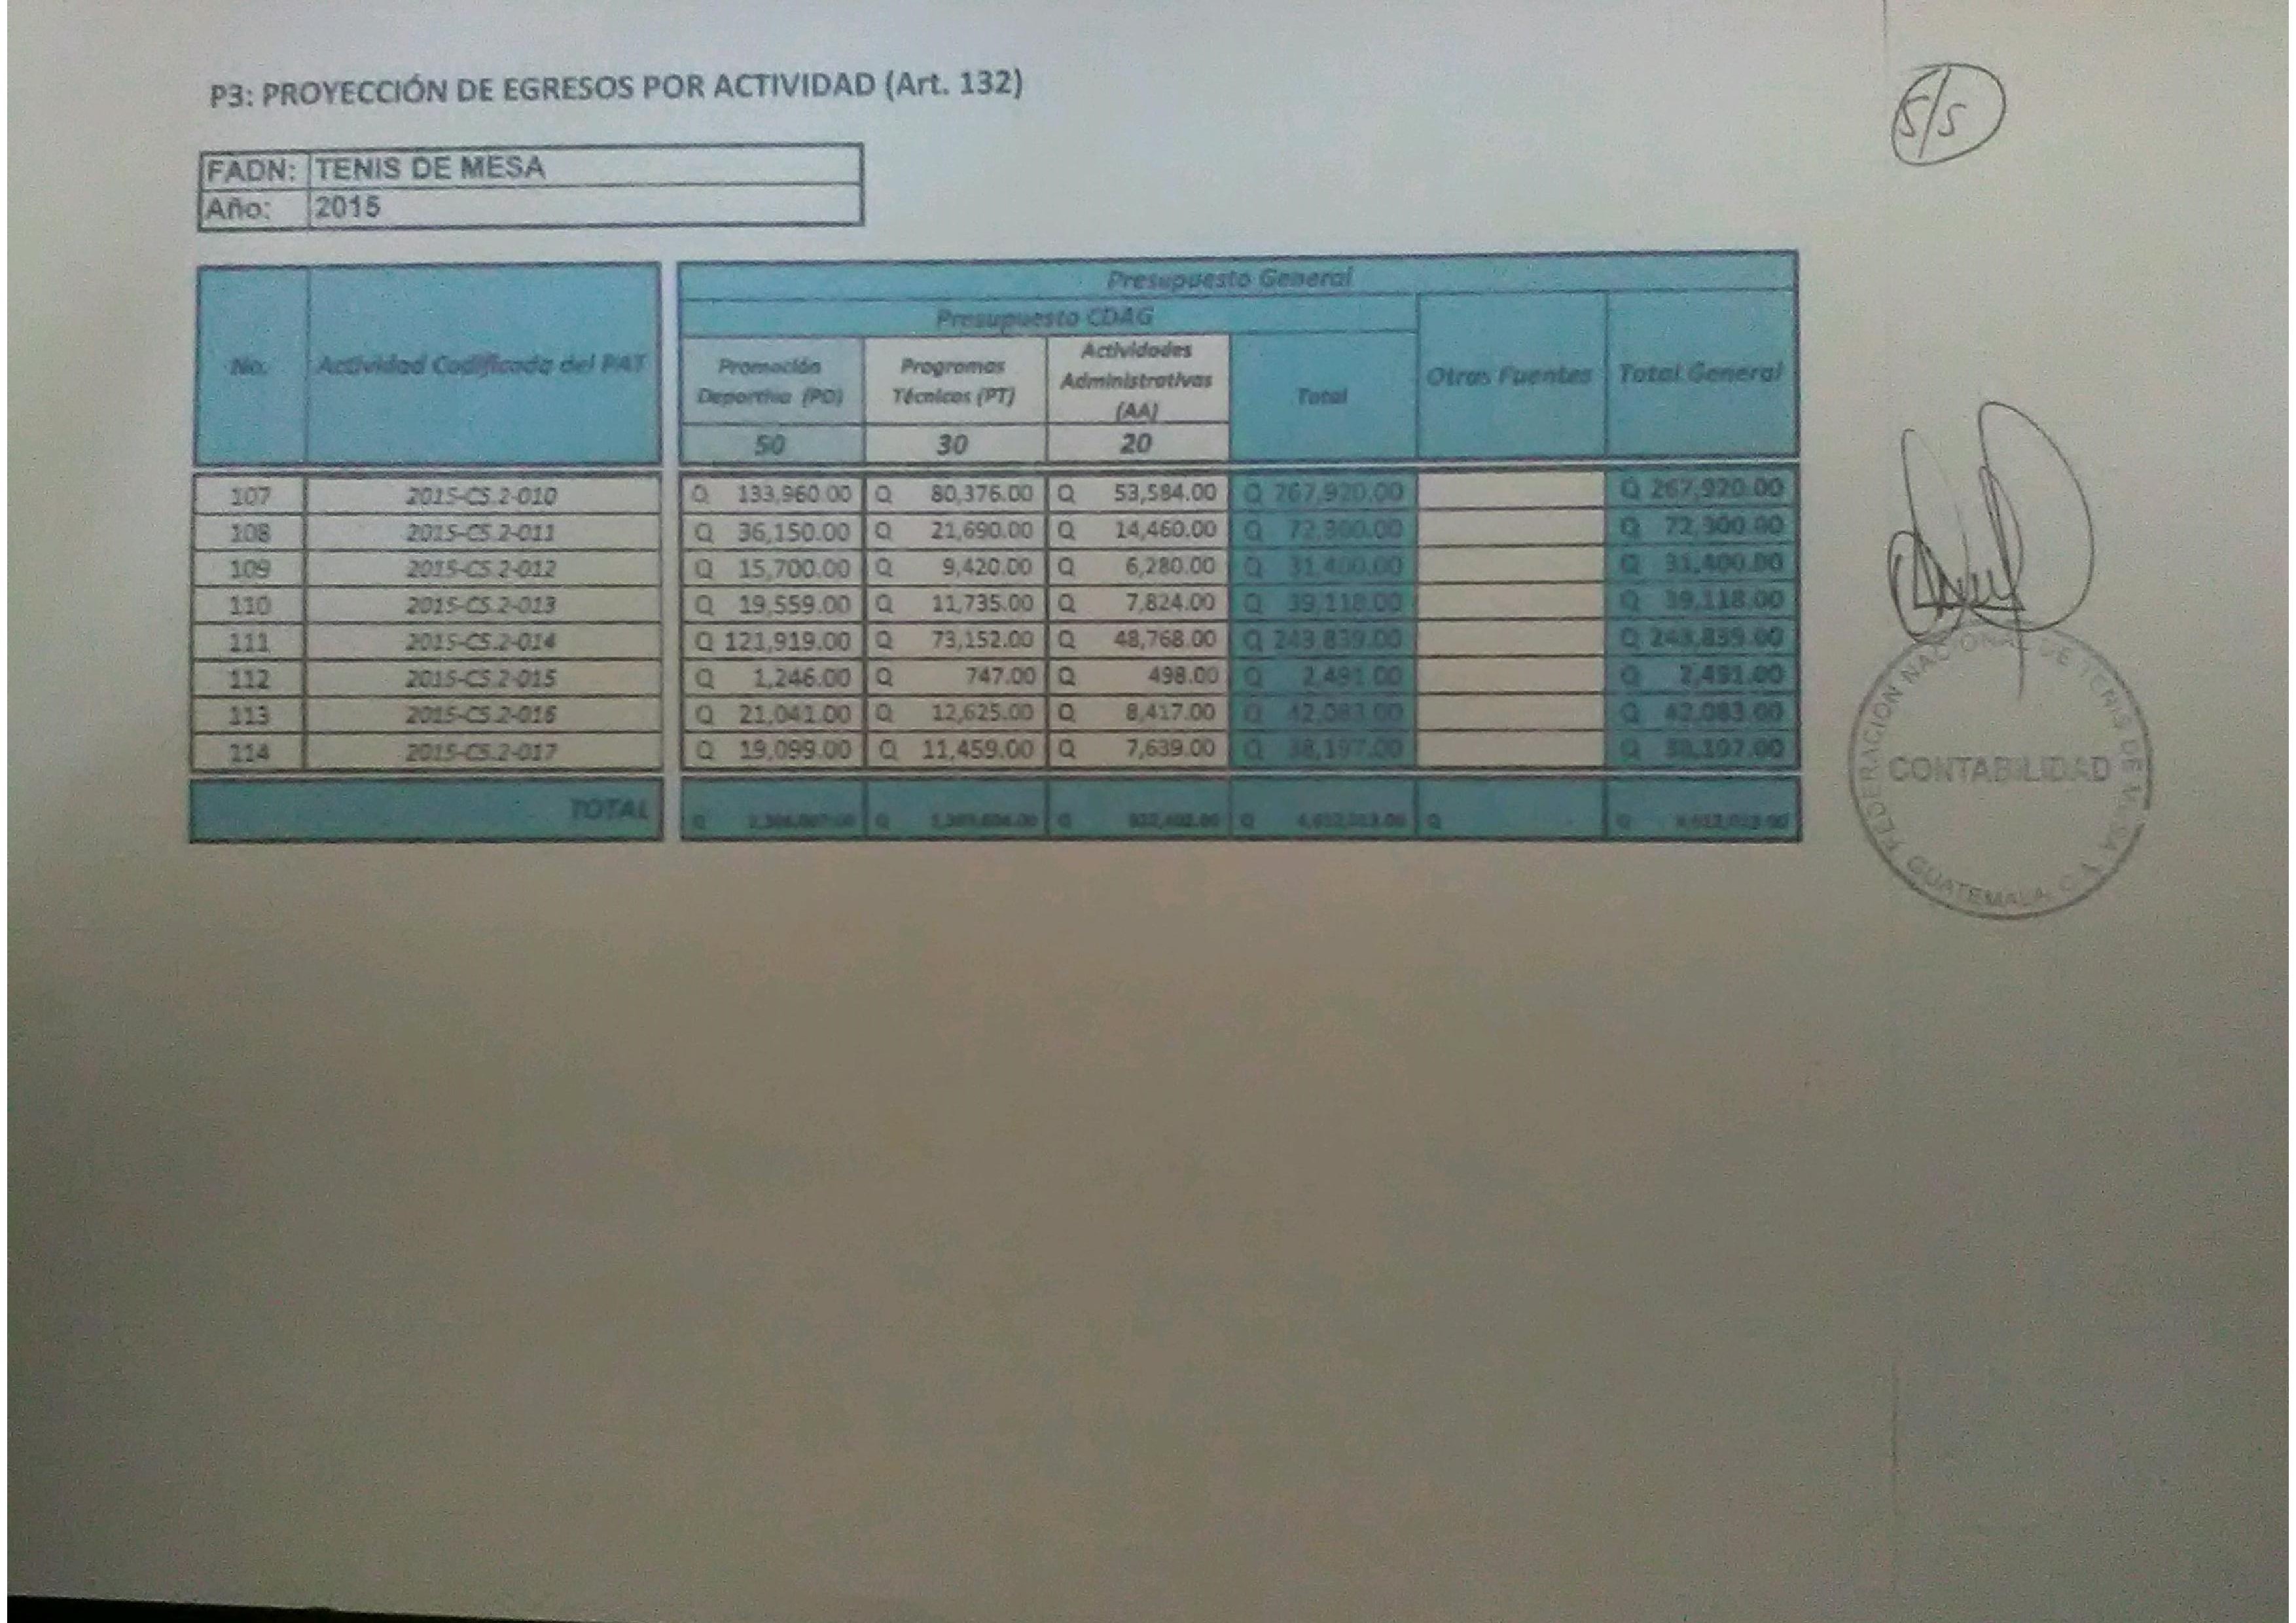 P3: PROYECCIÓN DE EGRESOS POR ACTIVIDAD (Art. 132)
5/5
FADN: TENIS DE MESA
Año: 2015
Presupuesto General
Presupuesto CDAG
No. Actividad Codificada del PAT Promoción Deportiva (PD) Programas Técnicos (PT) Actividades Administrativas (AA) Total Otras Fuentes Total General
50 30 20
107 2015-CS.2-010 Q 133,960.00 Q 80,376.00 Q 53,584.00 Q 267,920.00 Q 267,920.00
108 2015-CS.2-011 Q 36,150.00 Q 21,690.00 Q 14,460.00 Q 72,300.00 Q 72,300.00
109 2015-CS.2-012 Q 15,700.00 Q 9,420.00 Q 6,280.00 Q 31,400.00 Q 31,400.00
110 2015-CS.2-013 Q 19,559.00 Q 11,735.00 Q 7,824.00 Q 39,118.00 Q 39,118.00
111 2015-CS.2-014 Q 121,919.00 Q 73,152.00 Q 48,768.00 Q 243,839.00 Q 243,839.00
112 2015-CS.2-015 Q 1,246.00 Q 747.00 Q 498.00 Q 2,491.00 Q 2,491.00
113 2015-CS.2-016 Q 21,041.00 Q 12,625.00 Q 8,417.00 Q 42,083.00 Q 42,083.00
114 2015-CS.2-017 Q 19,099.00 Q 11,459.00 Q 7,639.00 Q 38,197.00 Q 38,197.00
TOTAL Q Q Q Q Q - Q
FEDERACION NACIONAL DE TENIS DE MESA
CONTABILIDAD
GUATEMALA, C. A.